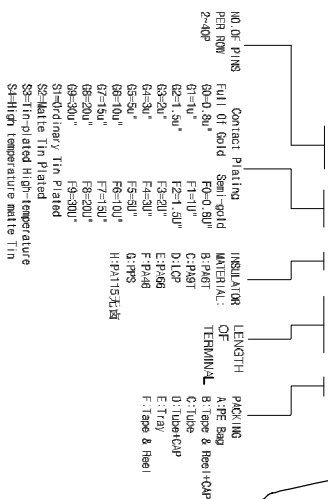 NO.OF PINS
PER ROW
2~40P
Contact Plating
Full Of Gold Semi-gold
G0=0.8u" F0=0.8U"
G1=1u" F1=1U"
G2=1.5u" F2=1.5U"
G3=2u" F3=2U"
G4=3u" F4=3U"
G5=5u" F5=5U"
G6=10u" F6=10U"
G7=15u" F7=15U"
G8=20u" F8=20U"
G9=30u" F9=30U"
S1=Ordinary Tin Plated
S2=Matte Tin Plated
S3=Tin-plated High-temperature
S4=High temperature matte Tin
INSULATOR
MATERIAL:
B:PA6T
C:PA9T
D:LCP
E:PA66
F:PA46
G:PPS
H:PA115无卤
LENGTH
OF
TERMINAL
PACKING
A:PE Bag
B:Tape & Reel+CAP
C:Tube
D:Tube+CAP
E:Tray
F:Tape & Reel